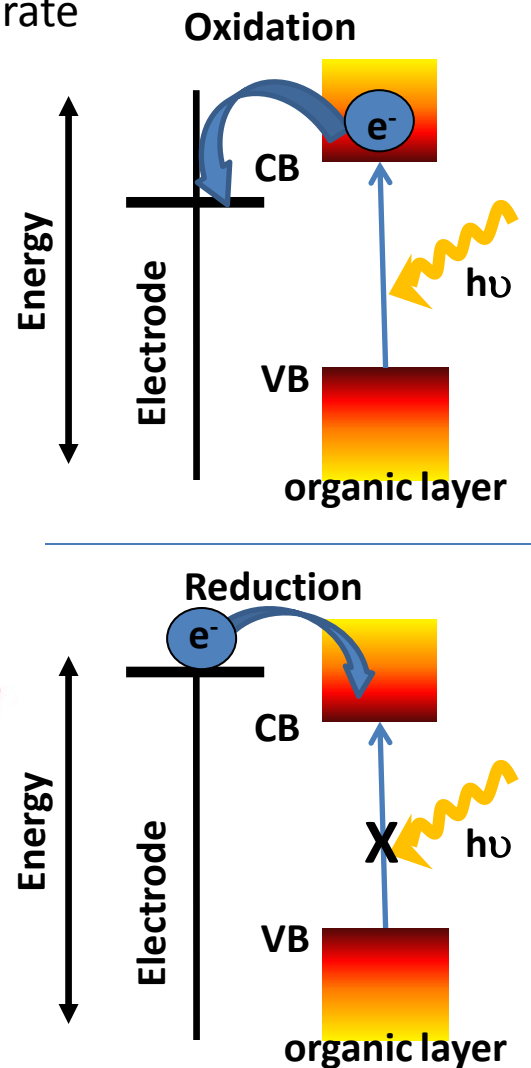 rate
Oxidation
e-
CB
Energy
Electrode
hυ
VB
organic layer
Reduction
e-
CB
Energy
Electrode
X
hυ
VB
organic layer